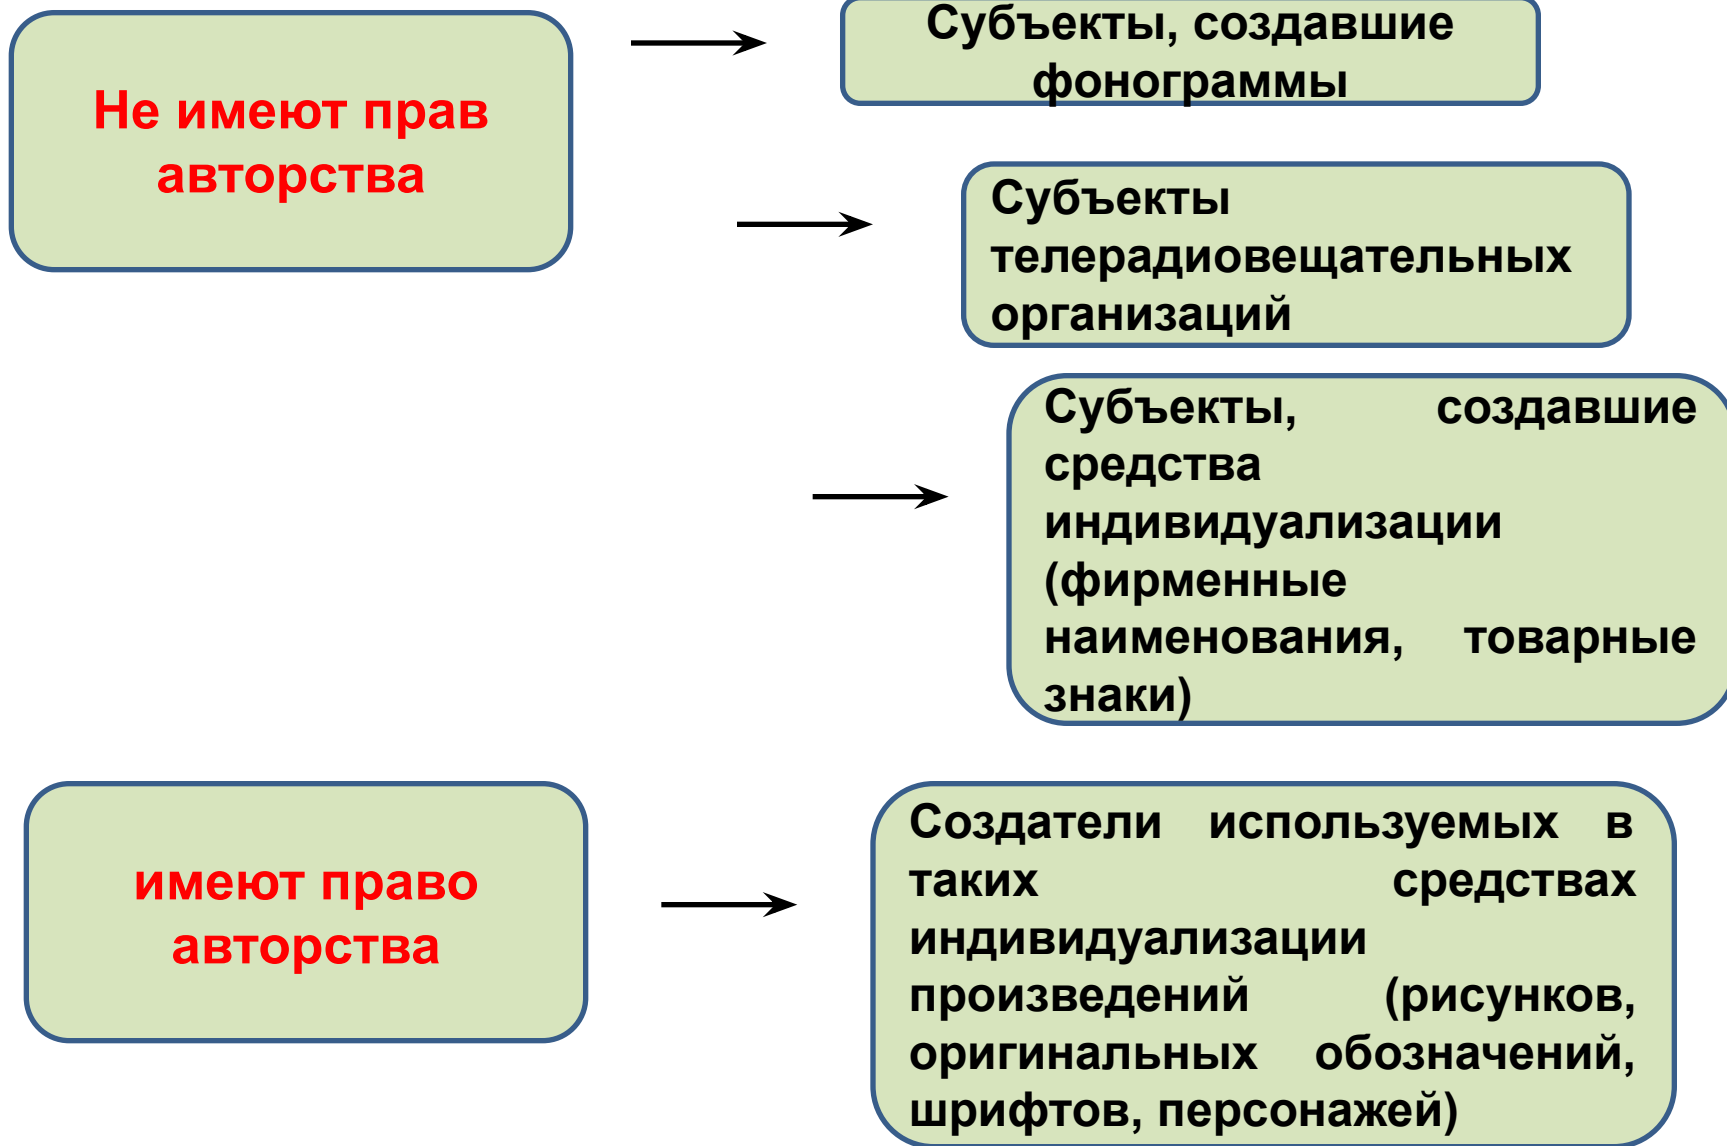 Не имеют прав
авторства
Субъекты, создавшие
фонограммы
Субъекты
телерадиовещательных
организаций
Субъекты, создавшие
средства
индивидуализации
(фирменные
наименования, товарные
знаки)
имеют право
авторства
Создатели используемых в
таких средствах
индивидуализации
произведений (рисунков,
оригинальных обозначений,
шрифтов, персонажей)